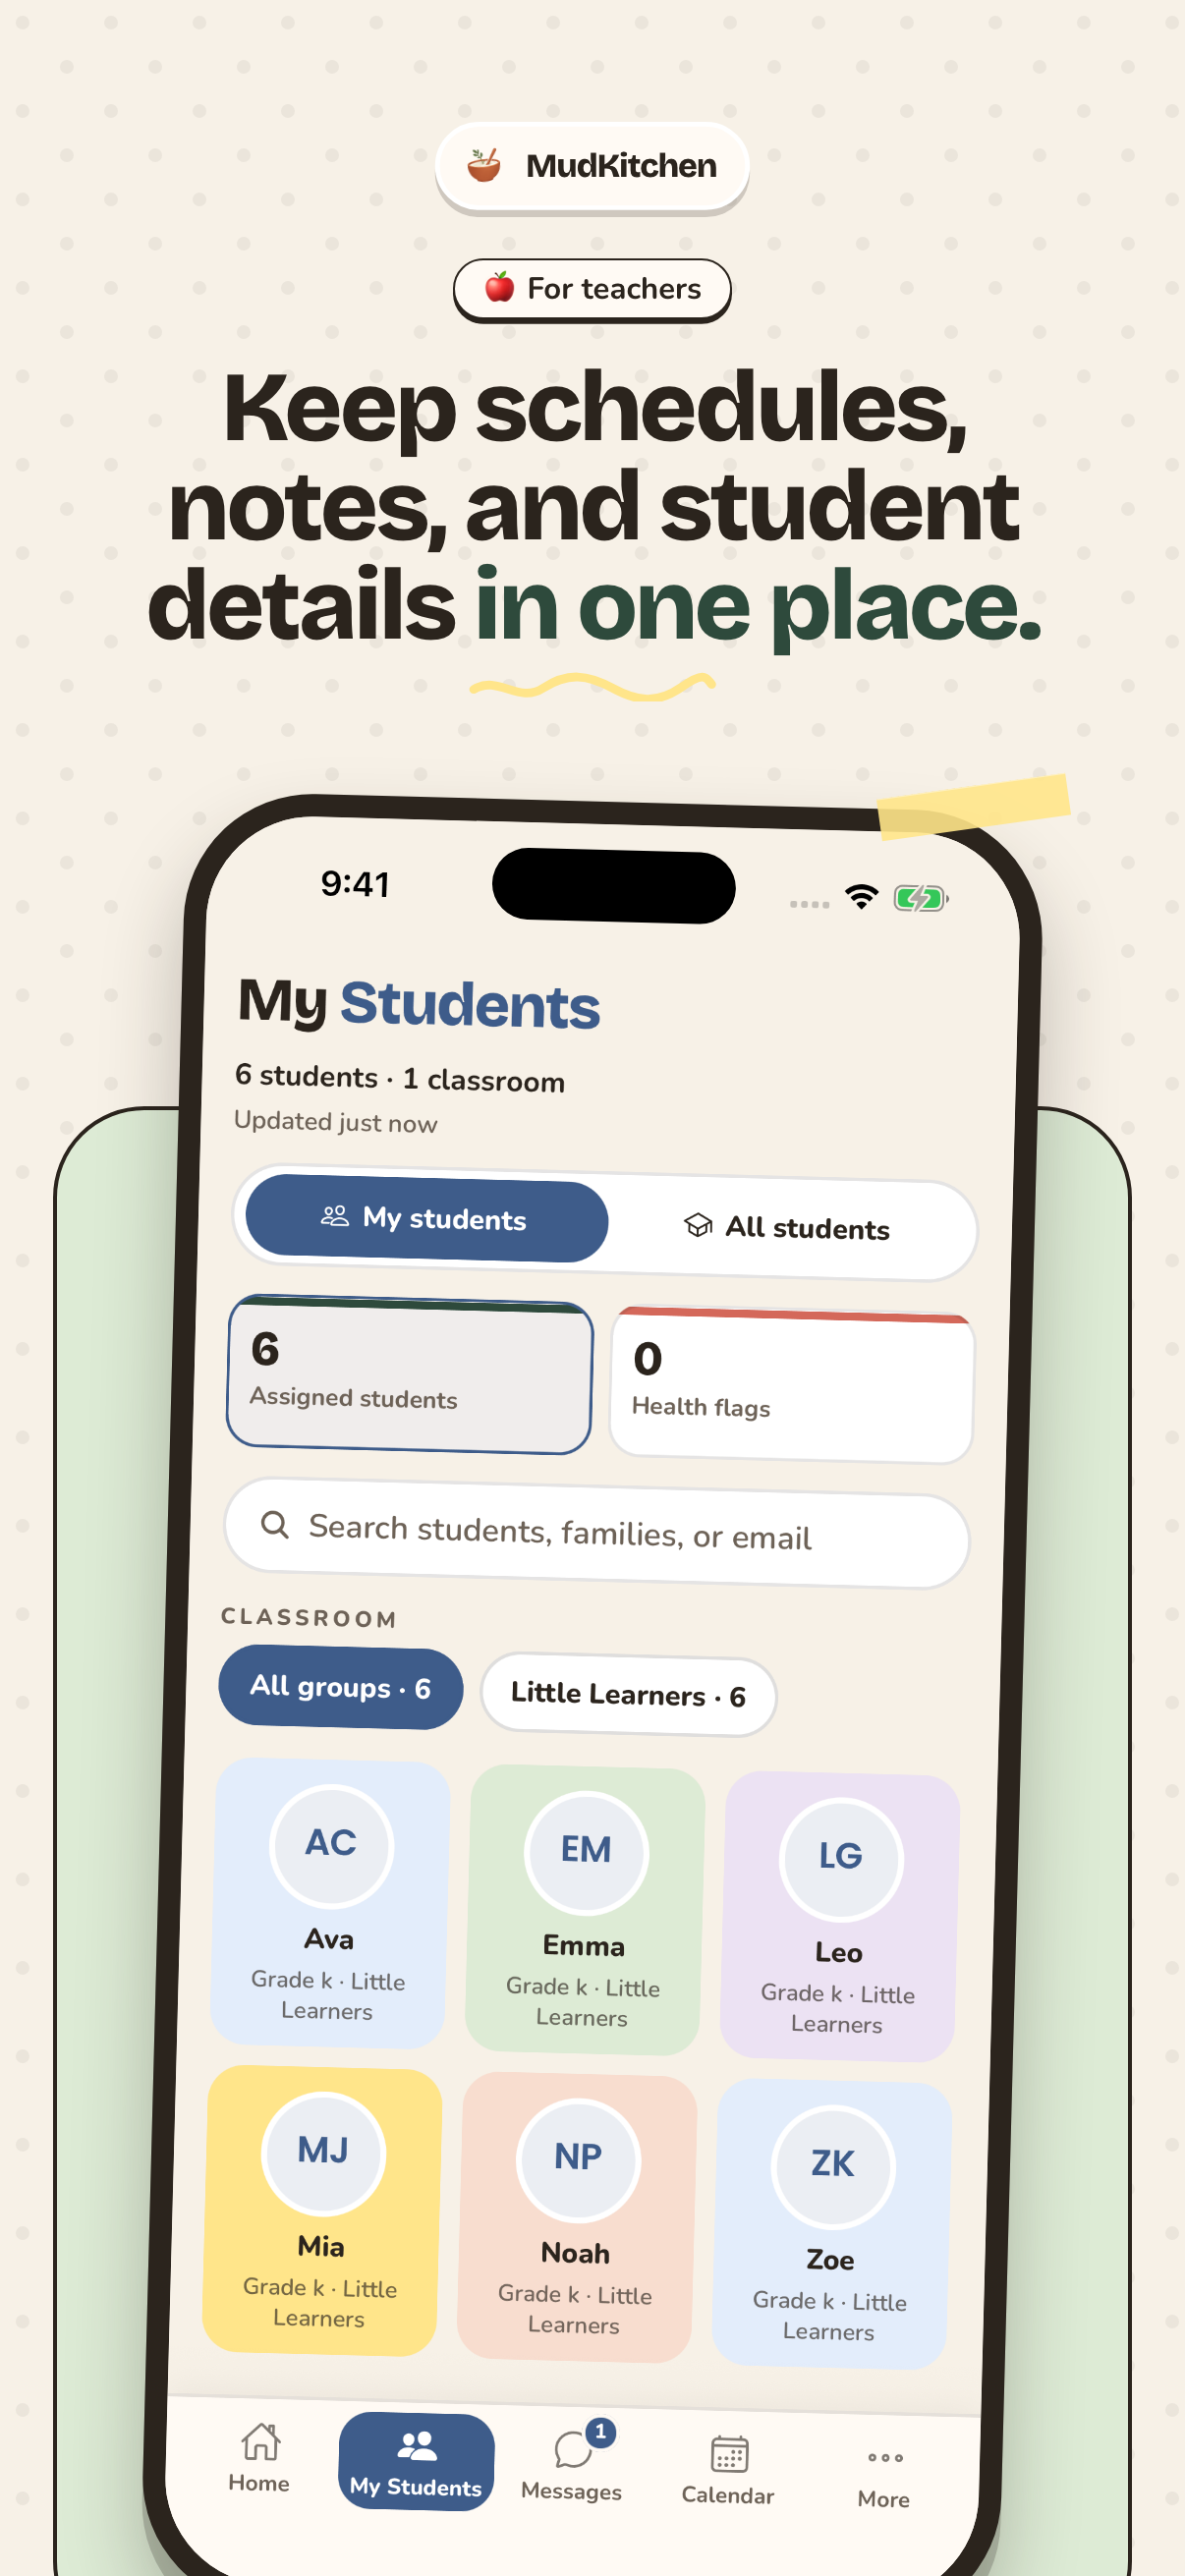 MudKitchen
For teachers
Keep schedules,
notes, and student
details in one place.
9:41
My Students
6 students · 1 classroom
Updated just now
My students
All students
6
Assigned students
0
Health flags
Search students, families, or email
CLASSROOM
All groups · 6
Little Learners · 6
AC
Ava
Grade k · Little
Learners
EM
Emma
Grade k · Little
Learners
LG
Leo
Grade k · Little
Learners
MJ
Mia
Grade k · Little
Learners
NP
Noah
Grade k · Little
Learners
ZK
Zoe
Grade k · Little
Learners
Home
My Students
1
Messages
Calendar
More